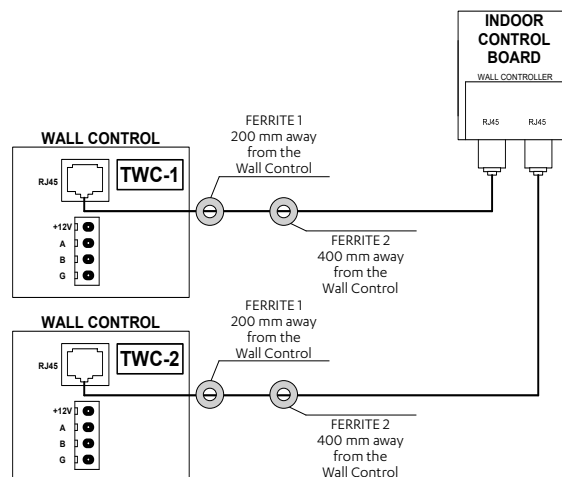 INDOOR
CONTROL
BOARD
WALL CONTROLLER
RJ45
RJ45
WALL CONTROL
RJ45
TWC-1
+12V
A
B
G
FERRITE 1
200 mm away
from the
Wall Control
FERRITE 2
400 mm away
from the
Wall Control
WALL CONTROL
RJ45
TWC-2
+12V
A
B
G
FERRITE 1
200 mm away
from the
Wall Control
FERRITE 2
400 mm away
from the
Wall Control